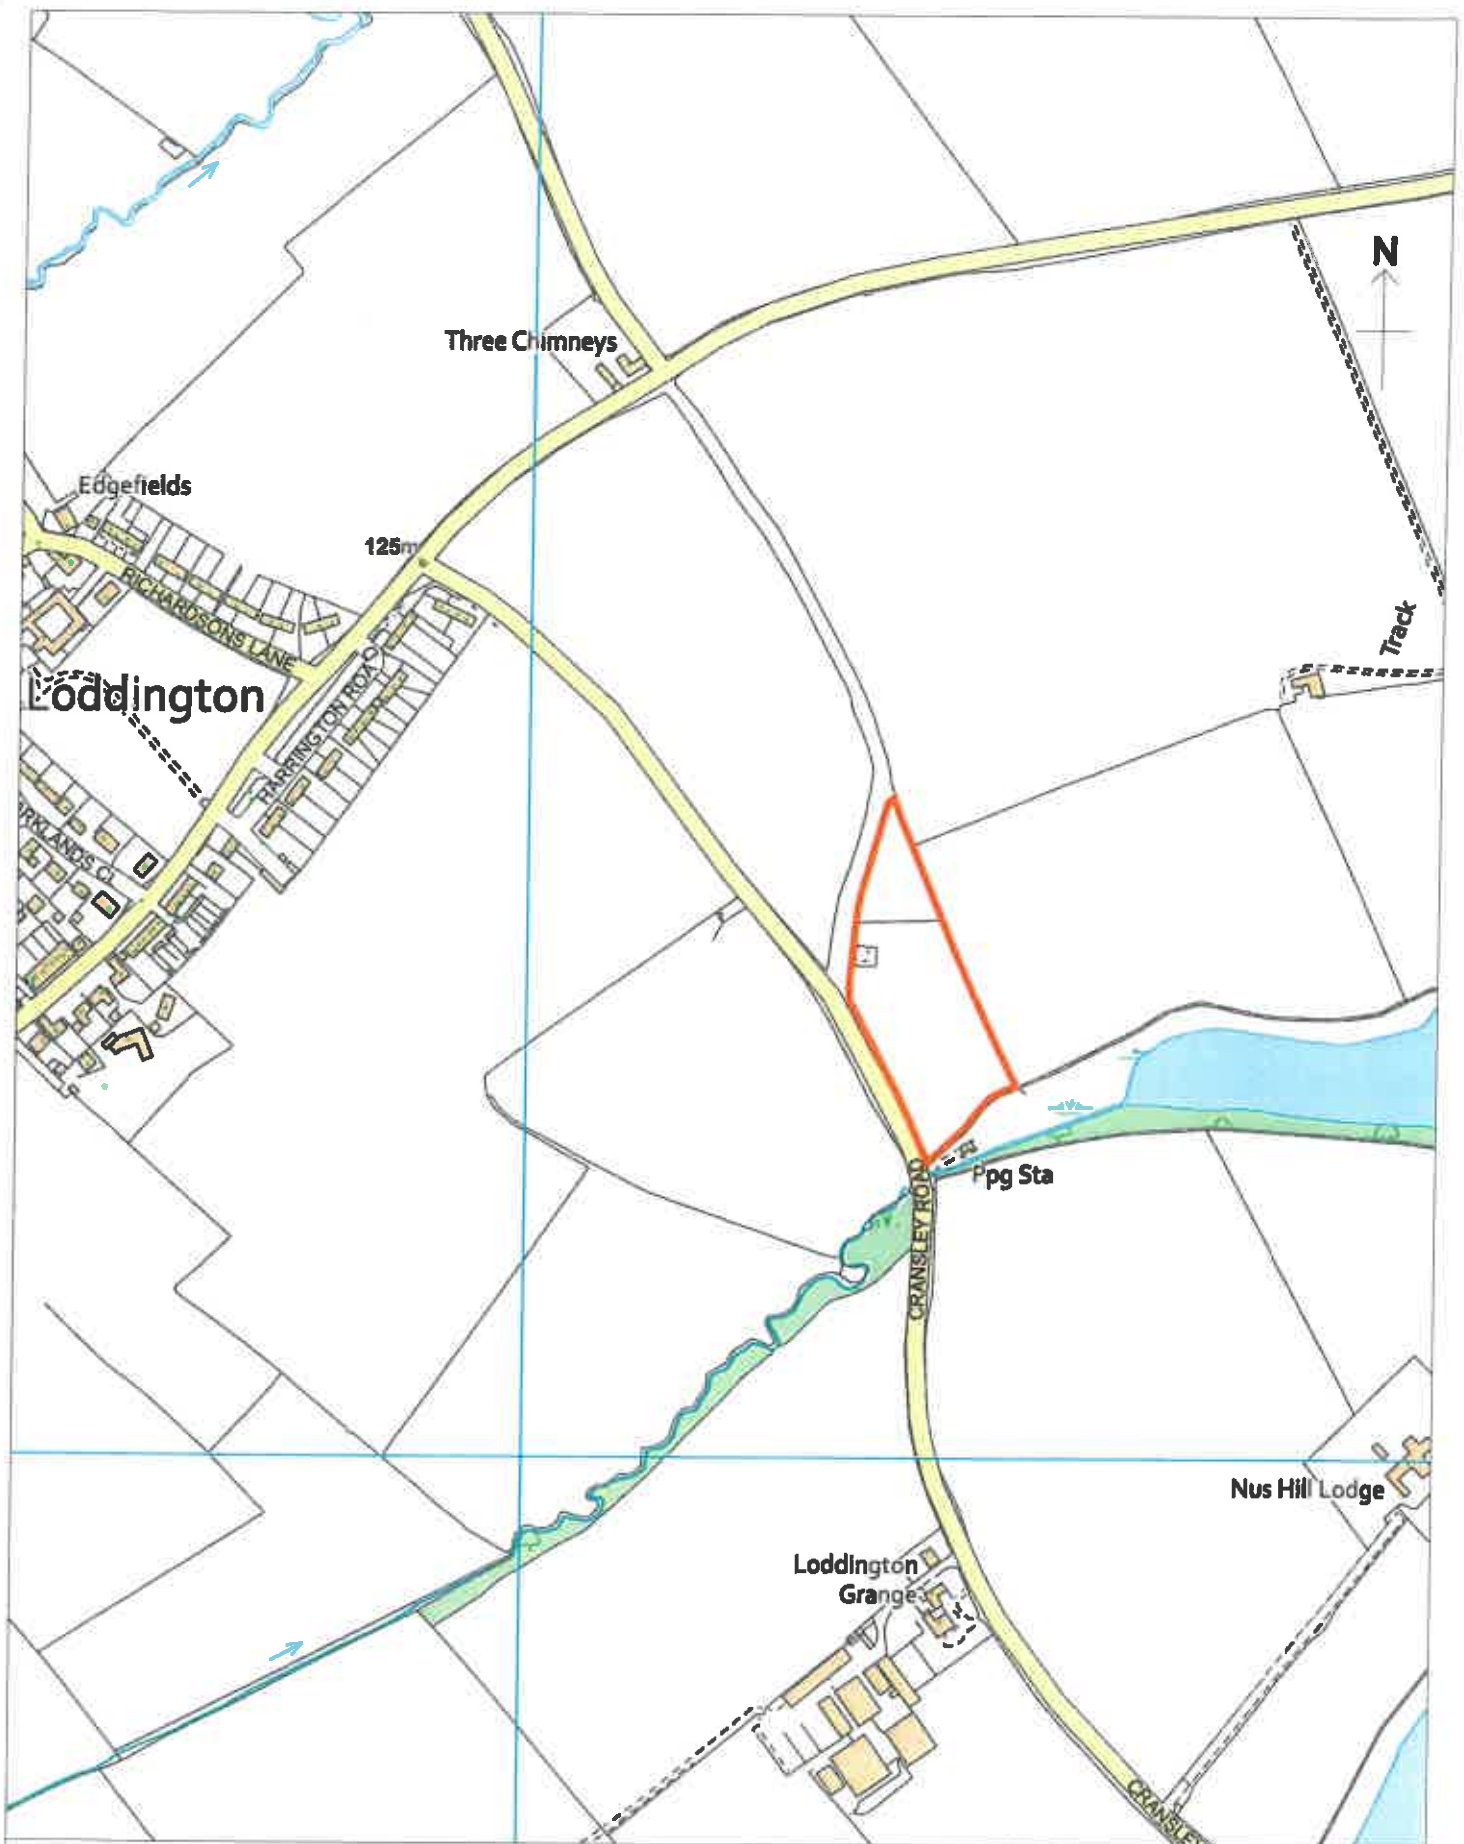 N
Three Chimneys
Edgefields
125m
RICHARDSONS LANE
Track
Loddington
HARRINGTON ROAD
ARKLANDS CL
Ppg Sta
CRANSLEY ROAD
Nus Hill Lodge
Loddington
Grange
CRANSLEY